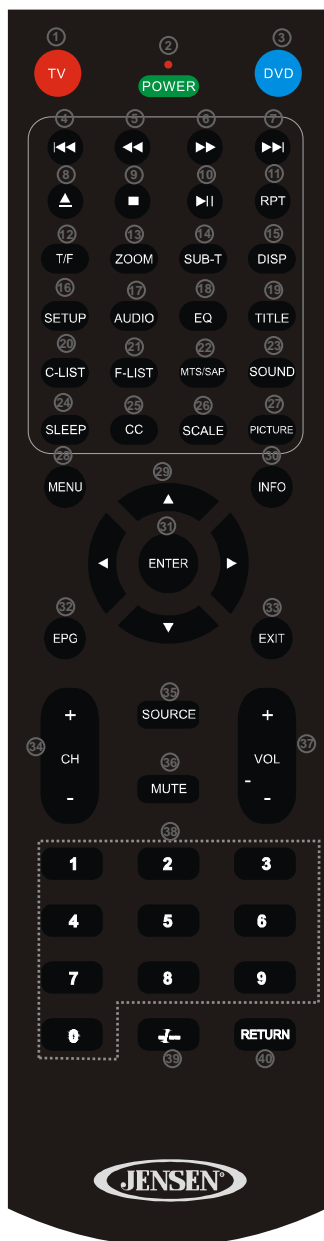 1 2 3
TV POWER DVD
4 5 6 7
8 9 10 11
RPT
12 13 14 15
T/F ZOOM SUB-T DISP
16 17 18 19
SETUP AUDIO EQ TITLE
20 21 22 23
C-LIST F-LIST MTS/SAP SOUND
24 25 26 27
SLEEP CC SCALE PICTURE
28 29 30
MENU INFO
31
ENTER
32 33
EPG EXIT
35
+ SOURCE +
34 CH 36 VOL 37
- MUTE - -
38
1 2 3
4 5 6
7 8 9
0 -/-- RETURN
39 40
JENSEN